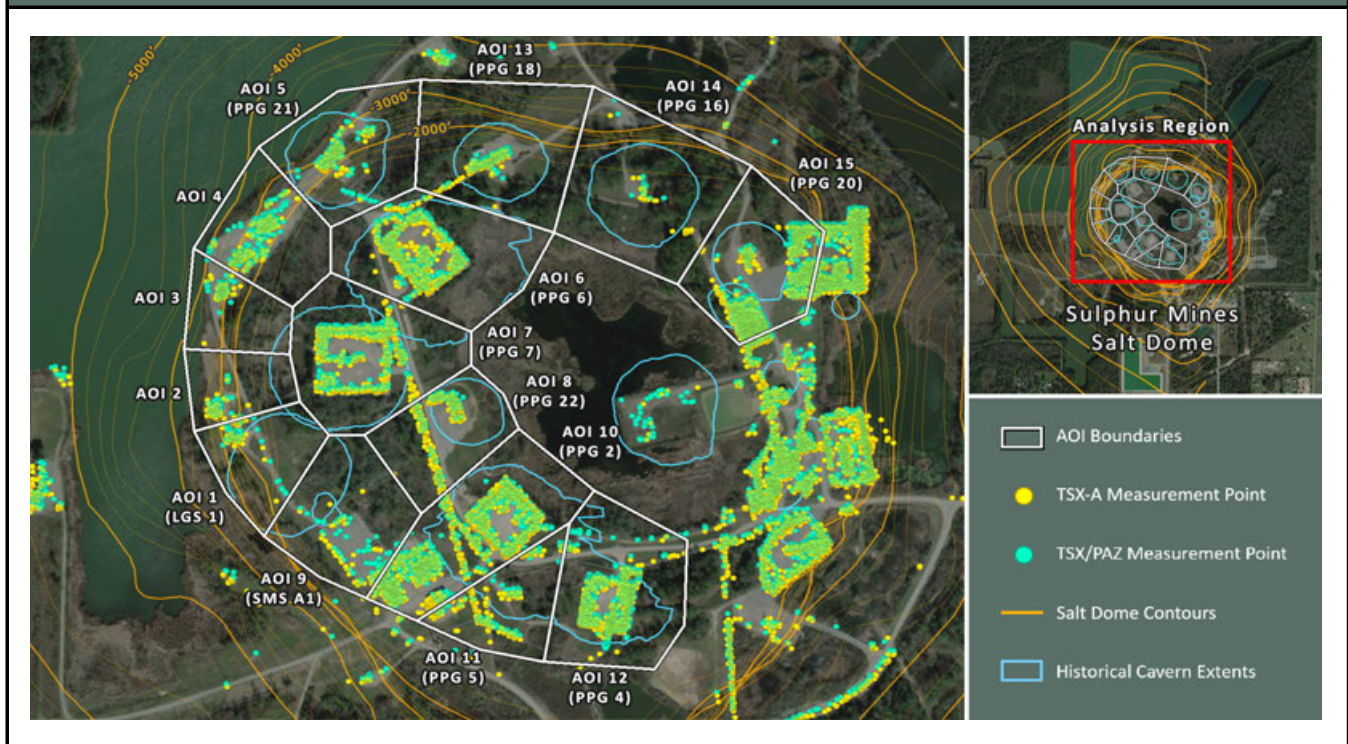 -5000'
-4000'
-3000'
-2000'
AOI 13
(PPG 18)
AOI 5
(PPG 21)
AOI 14
(PPG 16)
AOI 15
(PPG 20)
AOI 4
AOI 3
AOI 2
AOI 6
(PPG 6)
AOI 7
(PPG 7)
AOI 8
(PPG 22)
AOI 10
(PPG 2)
AOI 1
(LGS 1)
AOI 9
(SMS A1)
AOI 11
(PPG 5)
AOI 12
(PPG 4)
Analysis Region
Sulphur Mines
Salt Dome
AOI Boundaries
TSX-A Measurement Point
TSX/PAZ Measurement Point
Salt Dome Contours
Historical Cavern Extents